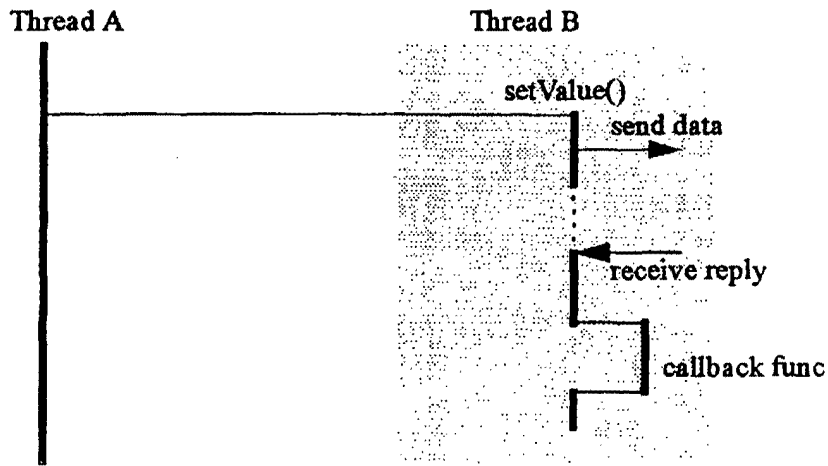 Thread A
Thread B
setValue()
send data
receive reply
callback func